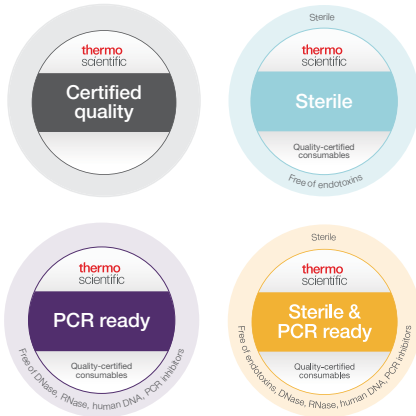 thermo
scientific
Certified
quality
Sterile
thermo
scientific
Sterile
Quality-certified
consumables
Free of endotoxins
thermo
scientific
PCR ready
Quality-certified
consumables
Free of DNase, RNase, human DNA, PCR inhibitors
Sterile
thermo
scientific
Sterile &
PCR ready
Quality-certified
consumables
Free of endotoxins, DNase, RNase, human DNA, PCR inhibitors